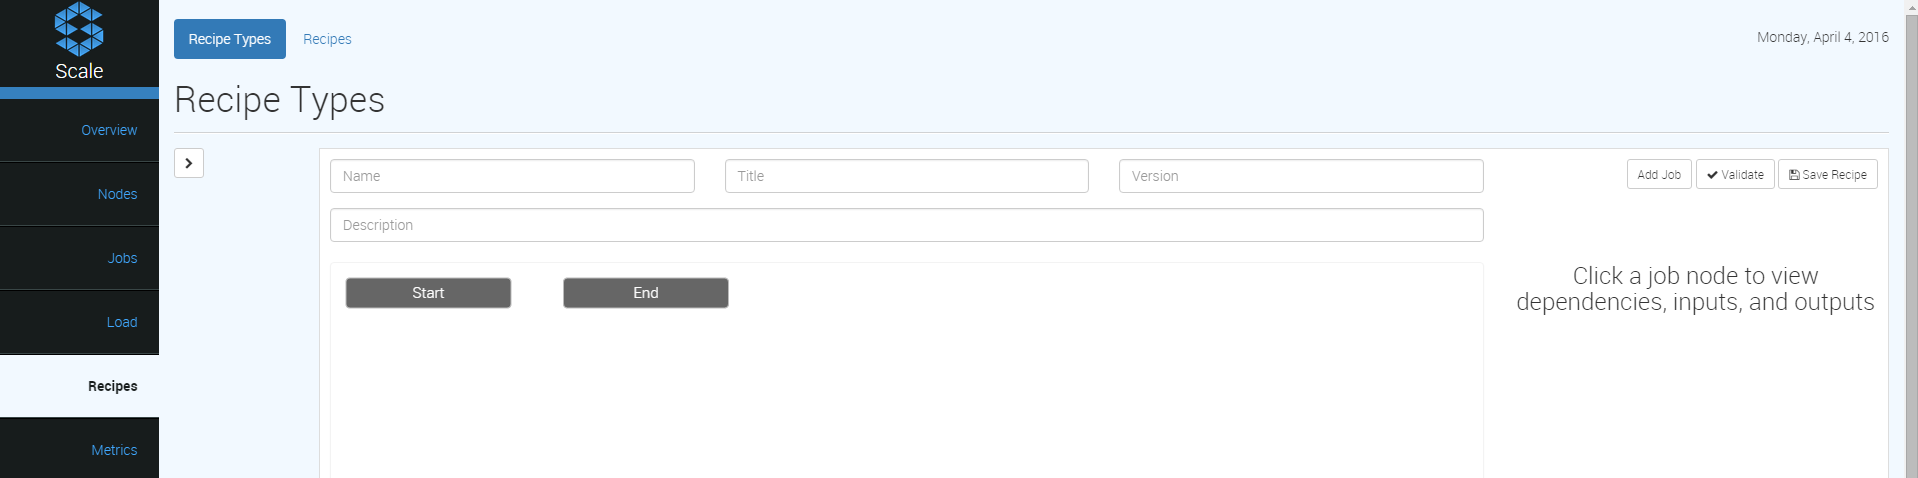 Scale
Overview
Nodes
Jobs
Load
Recipes
Metrics
Recipe Types Recipes Monday, April 4, 2016
Recipe Types
Name Title Version Add Job Validate Save Recipe
Description
Start End
Click a job node to view
dependencies, inputs, and outputs